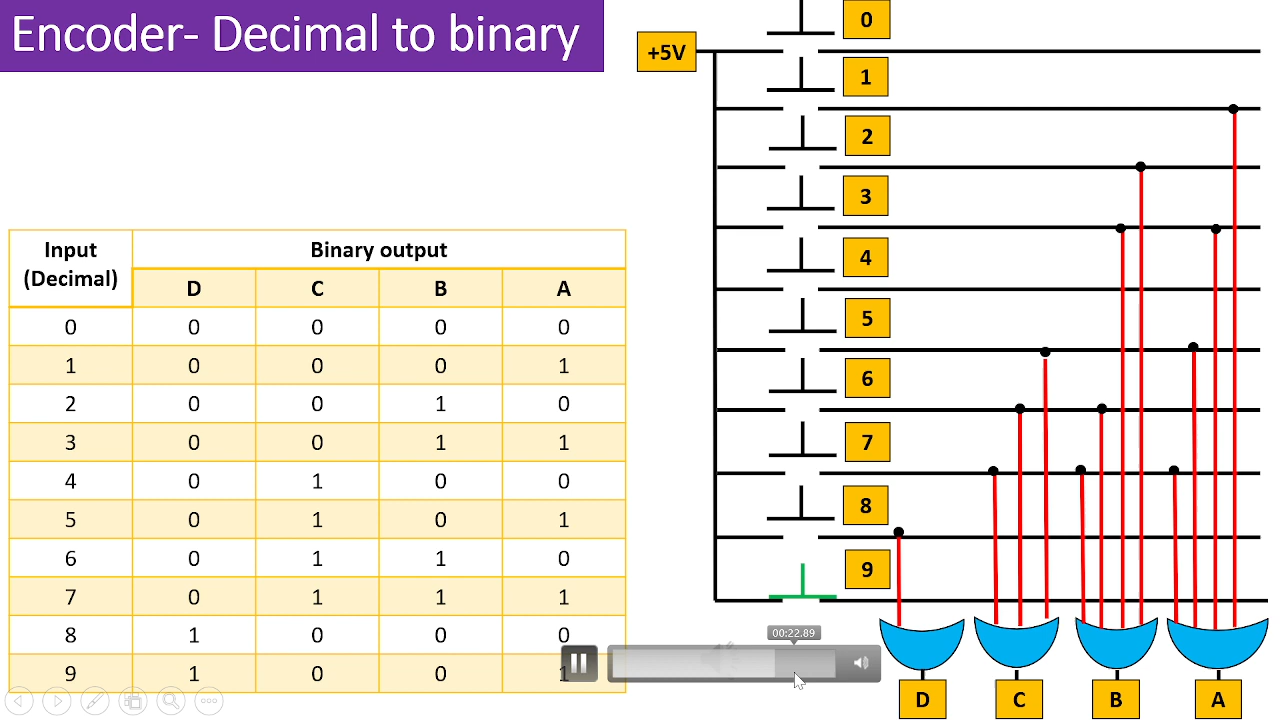 Encoder- Decimal to binary
+5V
0
1
2
3
4
5
6
7
8
9
Input
(Decimal)
Binary output
D C B A
0 0 0 0 0
1 0 0 0 1
2 0 0 1 0
3 0 0 1 1
4 0 1 0 0
5 0 1 0 1
6 0 1 1 0
7 0 1 1 1
8 1 0 0 0
9 1 0 0 1
00:22.89
D C B A